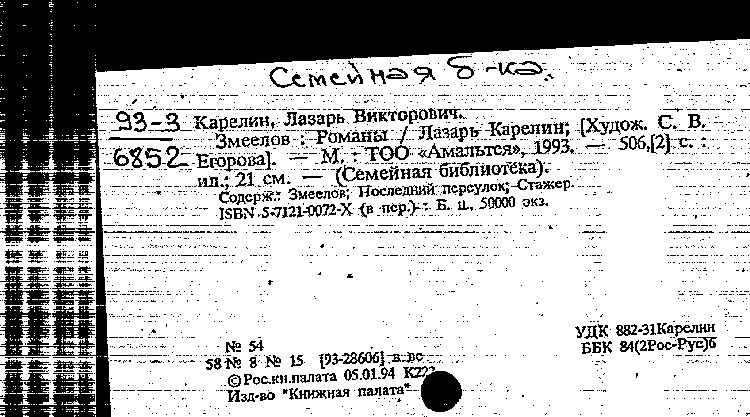 Семейная б-ка.
93-3
6852
Карелин, Лазарь Викторович.
Змеелов : Романы / Лазарь Карелин; [Худож. С. В.
Егорова]. — М. : ТОО «Амальтея», 1993. — 506,[2] с. :
ил.; 21 см. — (Семейная библиотека).
Содерж.: Змеелов; Последний переулок; Стажер.
ISBN 5-7121-0072-X (в пер.) : Б. ц., 50000 экз.
№ 54
58 № 8 № 15 [93-28606] в..вс
© Рос.кн.палата 05.01.94 К223
Изд-во "Книжная палата"
УДК 882-31Карелин
ББК 84(2Рос-Рус)6